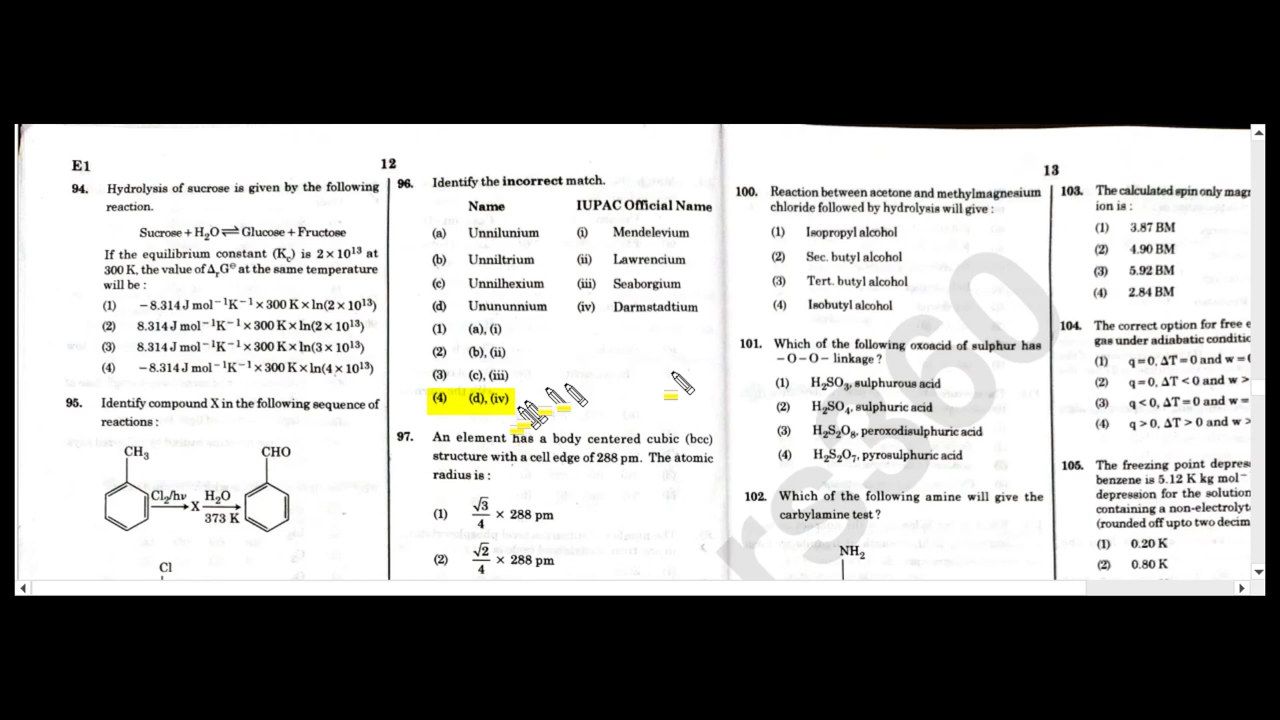 E1
12
94. Hydrolysis of sucrose is given by the following
reaction.
Sucrose + H₂O ⇌ Glucose + Fructose
If the equilibrium constant (K꜀) is 2 × 10¹³ at
300 K, the value of ΔᵣG⊖ at the same temperature
will be :
(1) −8.314 J mol⁻¹K⁻¹ × 300 K × ln(2 × 10¹³)
(2) 8.314 J mol⁻¹K⁻¹ × 300 K × ln(2 × 10¹³)
(3) 8.314 J mol⁻¹K⁻¹ × 300 K × ln(3 × 10¹³)
(4) −8.314 J mol⁻¹K⁻¹ × 300 K × ln(4 × 10¹³)
95. Identify compound X in the following sequence of
reactions :
CH₃ CHO
Cl₂/hν X H₂O
373 K
Cl
96. Identify the incorrect match.
Name IUPAC Official Name
(a) Unnilunium (i) Mendelevium
(b) Unniltrium (ii) Lawrencium
(c) Unnilhexium (iii) Seaborgium
(d) Unununnium (iv) Darmstadtium
(1) (a), (i)
(2) (b), (ii)
(3) (c), (iii)
(4) (d), (iv)
97. An element has a body centered cubic (bcc)
structure with a cell edge of 288 pm. The atomic
radius is :
(1) √3/4 × 288 pm
(2) √2/4 × 288 pm
13
100. Reaction between acetone and methylmagnesium
chloride followed by hydrolysis will give :
(1) Isopropyl alcohol
(2) Sec. butyl alcohol
(3) Tert. butyl alcohol
(4) Isobutyl alcohol
101. Which of the following oxoacid of sulphur has
−O−O− linkage ?
(1) H₂SO₃, sulphurous acid
(2) H₂SO₄, sulphuric acid
(3) H₂S₂O₈, peroxodisulphuric acid
(4) H₂S₂O₇, pyrosulphuric acid
102. Which of the following amine will give the
carbylamine test ?
NH₂
rs360
103. The calculated spin only magn
ion is :
(1) 3.87 BM
(2) 4.90 BM
(3) 5.92 BM
(4) 2.84 BM
104. The correct option for free e
gas under adiabatic conditio
(1) q = 0, ΔT = 0 and w =
(2) q = 0, ΔT < 0 and w >
(3) q < 0, ΔT = 0 and w =
(4) q > 0, ΔT > 0 and w >
105. The freezing point depres
benzene is 5.12 K kg mol⁻
depression for the solution
containing a non-electrolyt
(rounded off upto two decim
(1) 0.20 K
(2) 0.80 K